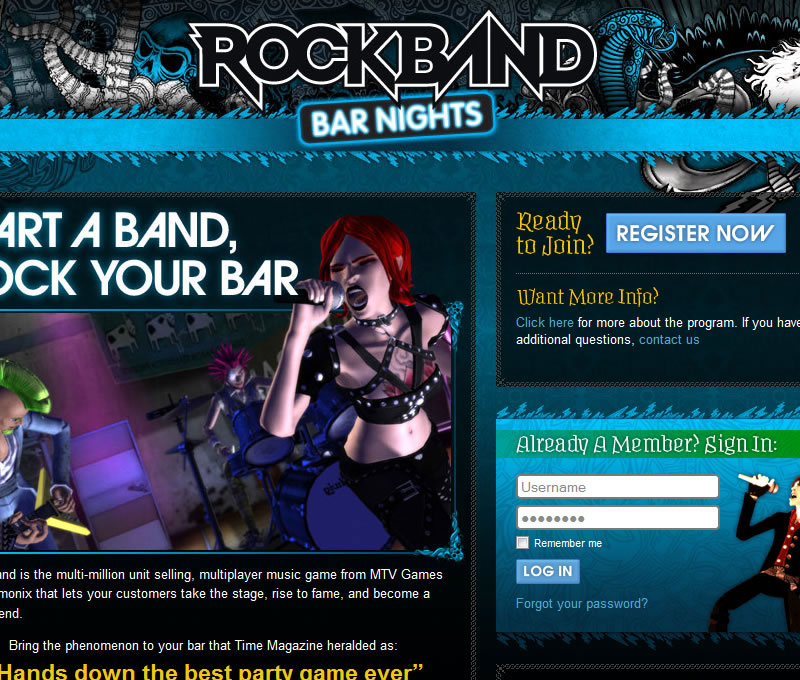 ROCKBAND
BAR NIGHTS
ART A BAND,
OCK YOUR BAR
and is the multi-million unit selling, multiplayer music game from MTV Games
monix that lets your customers take the stage, rise to fame, and become a
end.
Bring the phenomenon to your bar that Time Magazine heralded as:
"Hands down the best party game ever”
Ready
to Join?
REGISTER NOW
Want More Info?
Click here for more about the program. If you have
additional questions, contact us
Already A Member? Sign In:
Username
Remember me
LOG IN
Forgot your password?